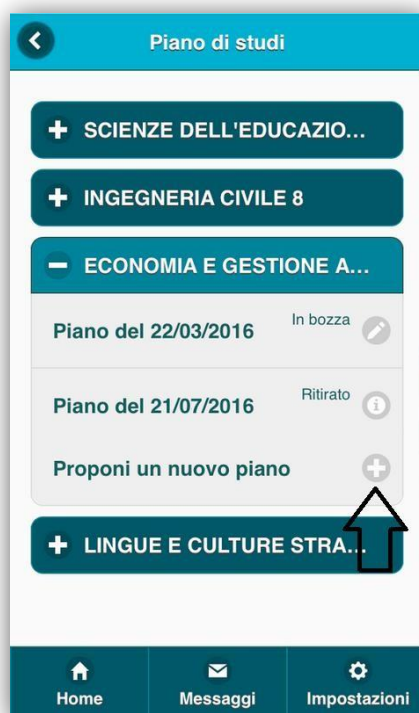 Piano di studi
SCIENZE DELL'EDUCAZIO...
INGEGNERIA CIVILE 8
ECONOMIA E GESTIONE A...
Piano del 22/03/2016 In bozza
Piano del 21/07/2016 Ritirato
Proponi un nuovo piano
LINGUE E CULTURE STRA...
Home Messaggi Impostazioni